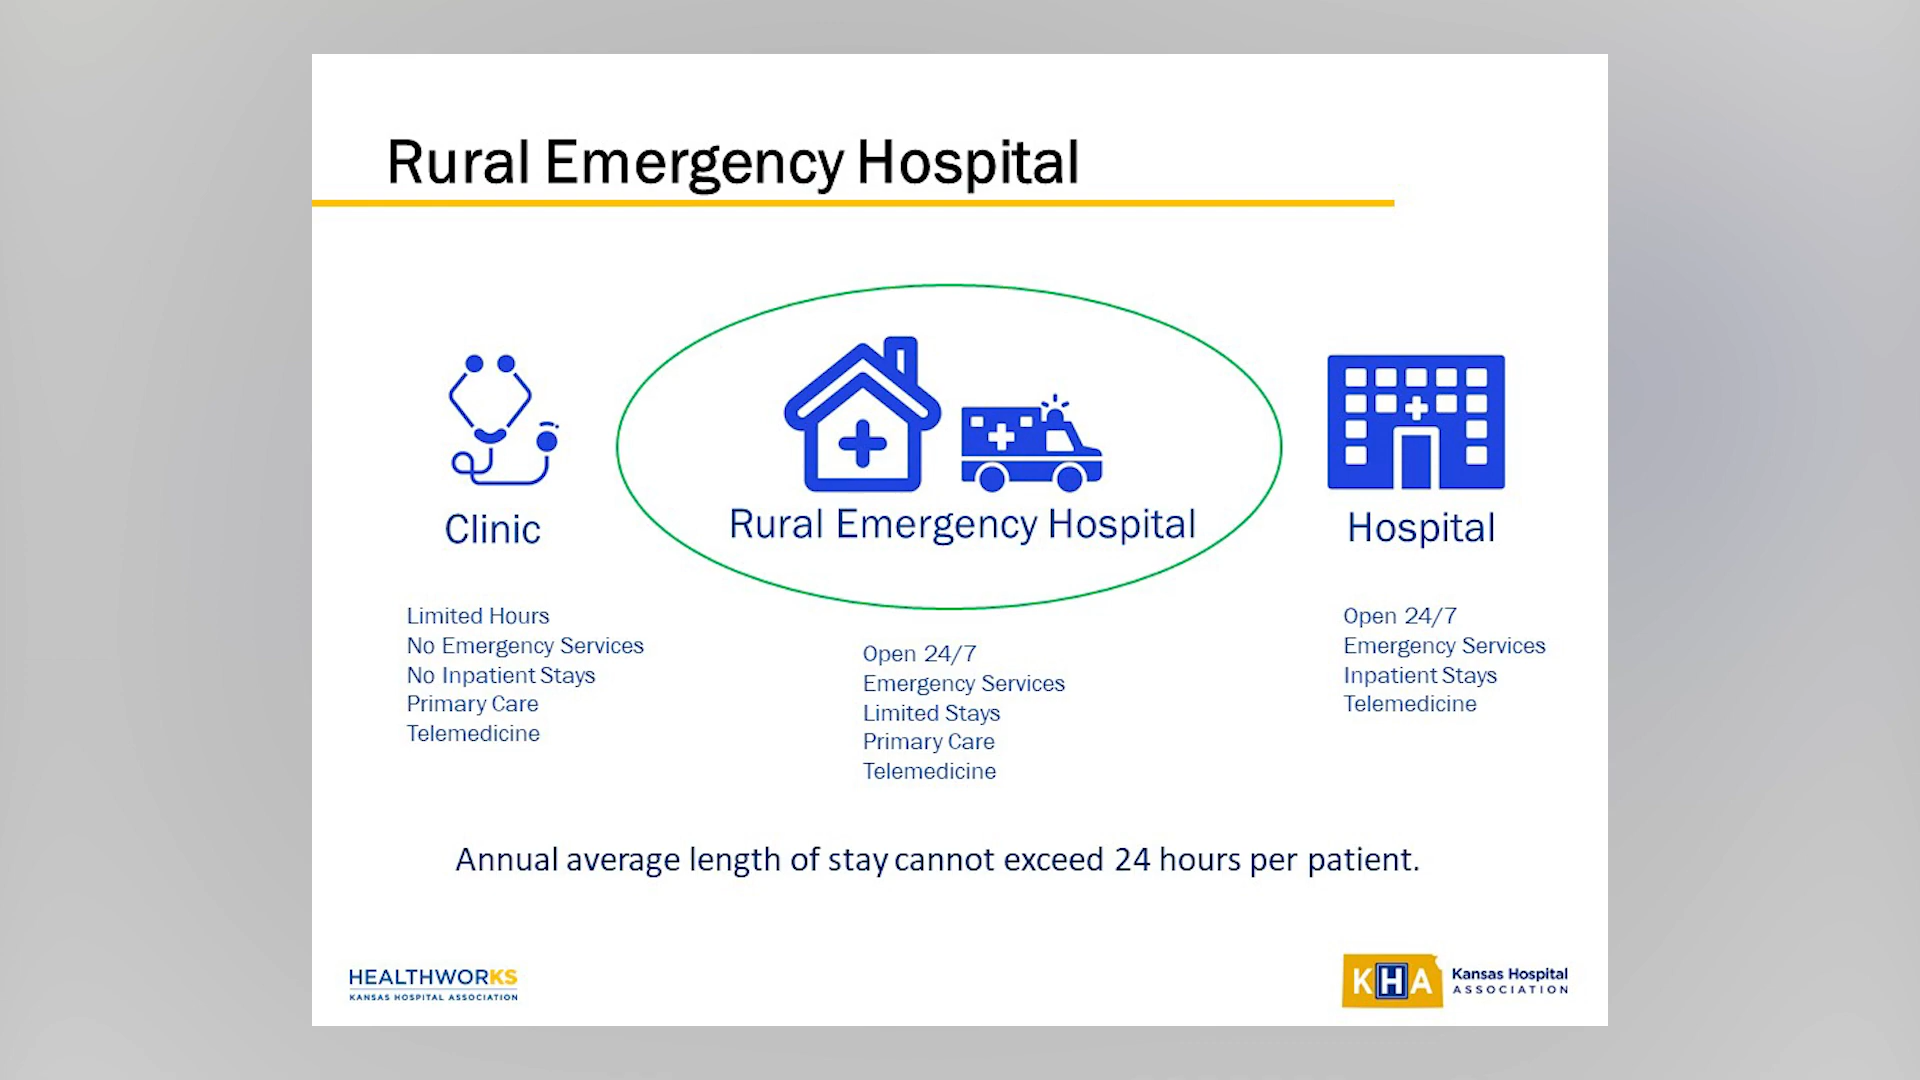 Rural Emergency Hospital
Clinic
Limited Hours
No Emergency Services
No Inpatient Stays
Primary Care
Telemedicine
Rural Emergency Hospital
Open 24/7
Emergency Services
Limited Stays
Primary Care
Telemedicine
Hospital
Open 24/7
Emergency Services
Inpatient Stays
Telemedicine
Annual average length of stay cannot exceed 24 hours per patient.
HEALTHWORKS
KANSAS HOSPITAL ASSOCIATION
KHA
Kansas Hospital
ASSOCIATION